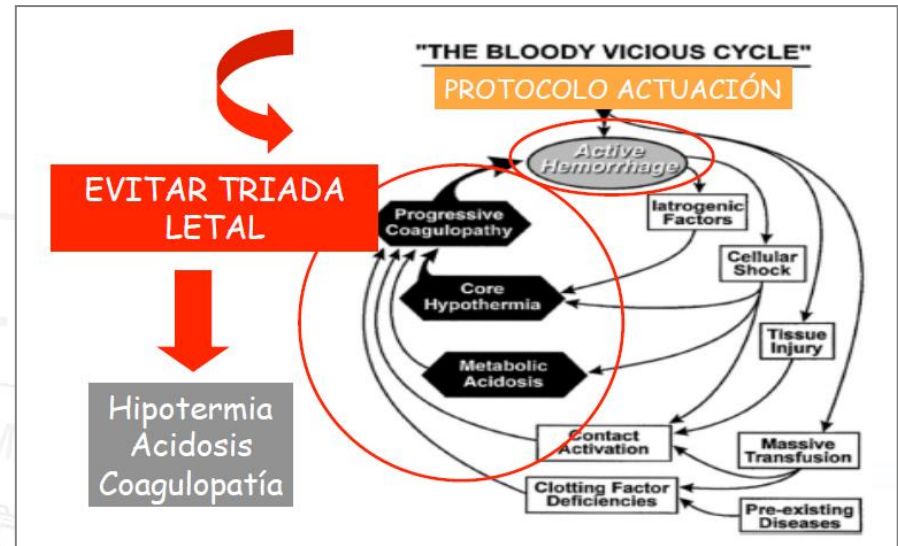 "THE BLOODY VICIOUS CYCLE"
PROTOCOLO ACTUACIÓN
Active
Hemorrhage
EVITAR TRIADA
LETAL
Progressive
Coagulopathy
Iatrogenic
Factors
Cellular
Shock
Core
Hypothermia
Tissue
Injury
Metabolic
Acidosis
Hipotermia
Acidosis
Coagulopatía
Contact
Activation
Massive
Transfusion
Clotting Factor
Deficiencies
Pre-existing
Diseases